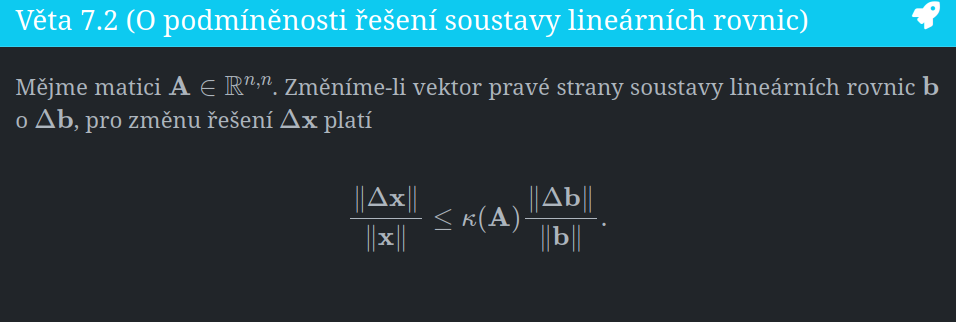 Věta 7.2 (O podmíněnosti řešení soustavy lineárních rovnic)
Mějme matici 𝐀 ∈ ℝⁿ,ⁿ. Změníme-li vektor pravé strany soustavy lineárních rovnic 𝐛
o Δ𝐛, pro změnu řešení Δ𝐱 platí
‖Δ𝐱‖/‖𝐱‖ ≤ κ(𝐀) ‖Δ𝐛‖/‖𝐛‖.